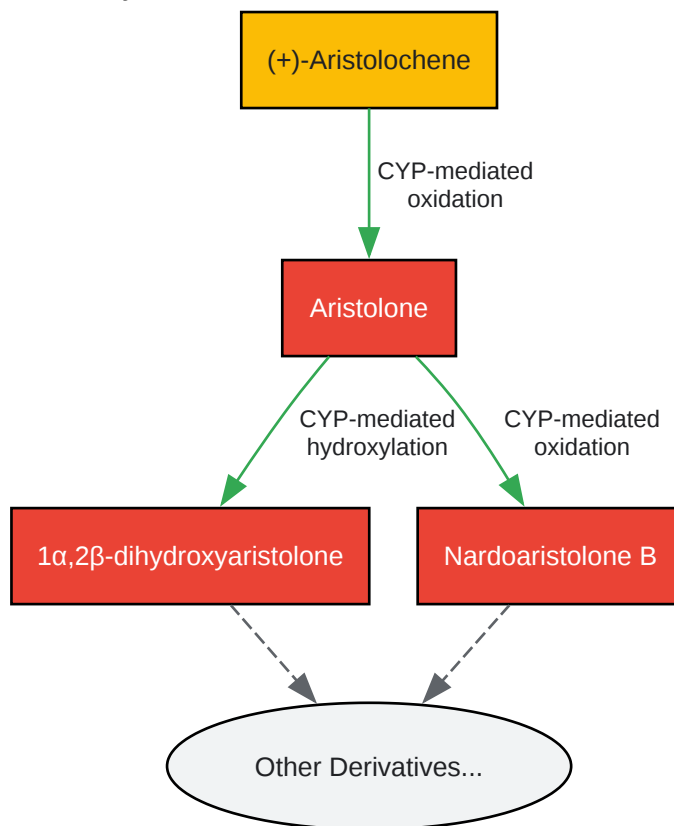 (+)-Aristolochene
CYP-mediated
oxidation
Aristolone
CYP-mediated
hydroxylation
CYP-mediated
oxidation
1α,2β-dihydroxyaristolone
Nardoaristolone B
Other Derivatives...